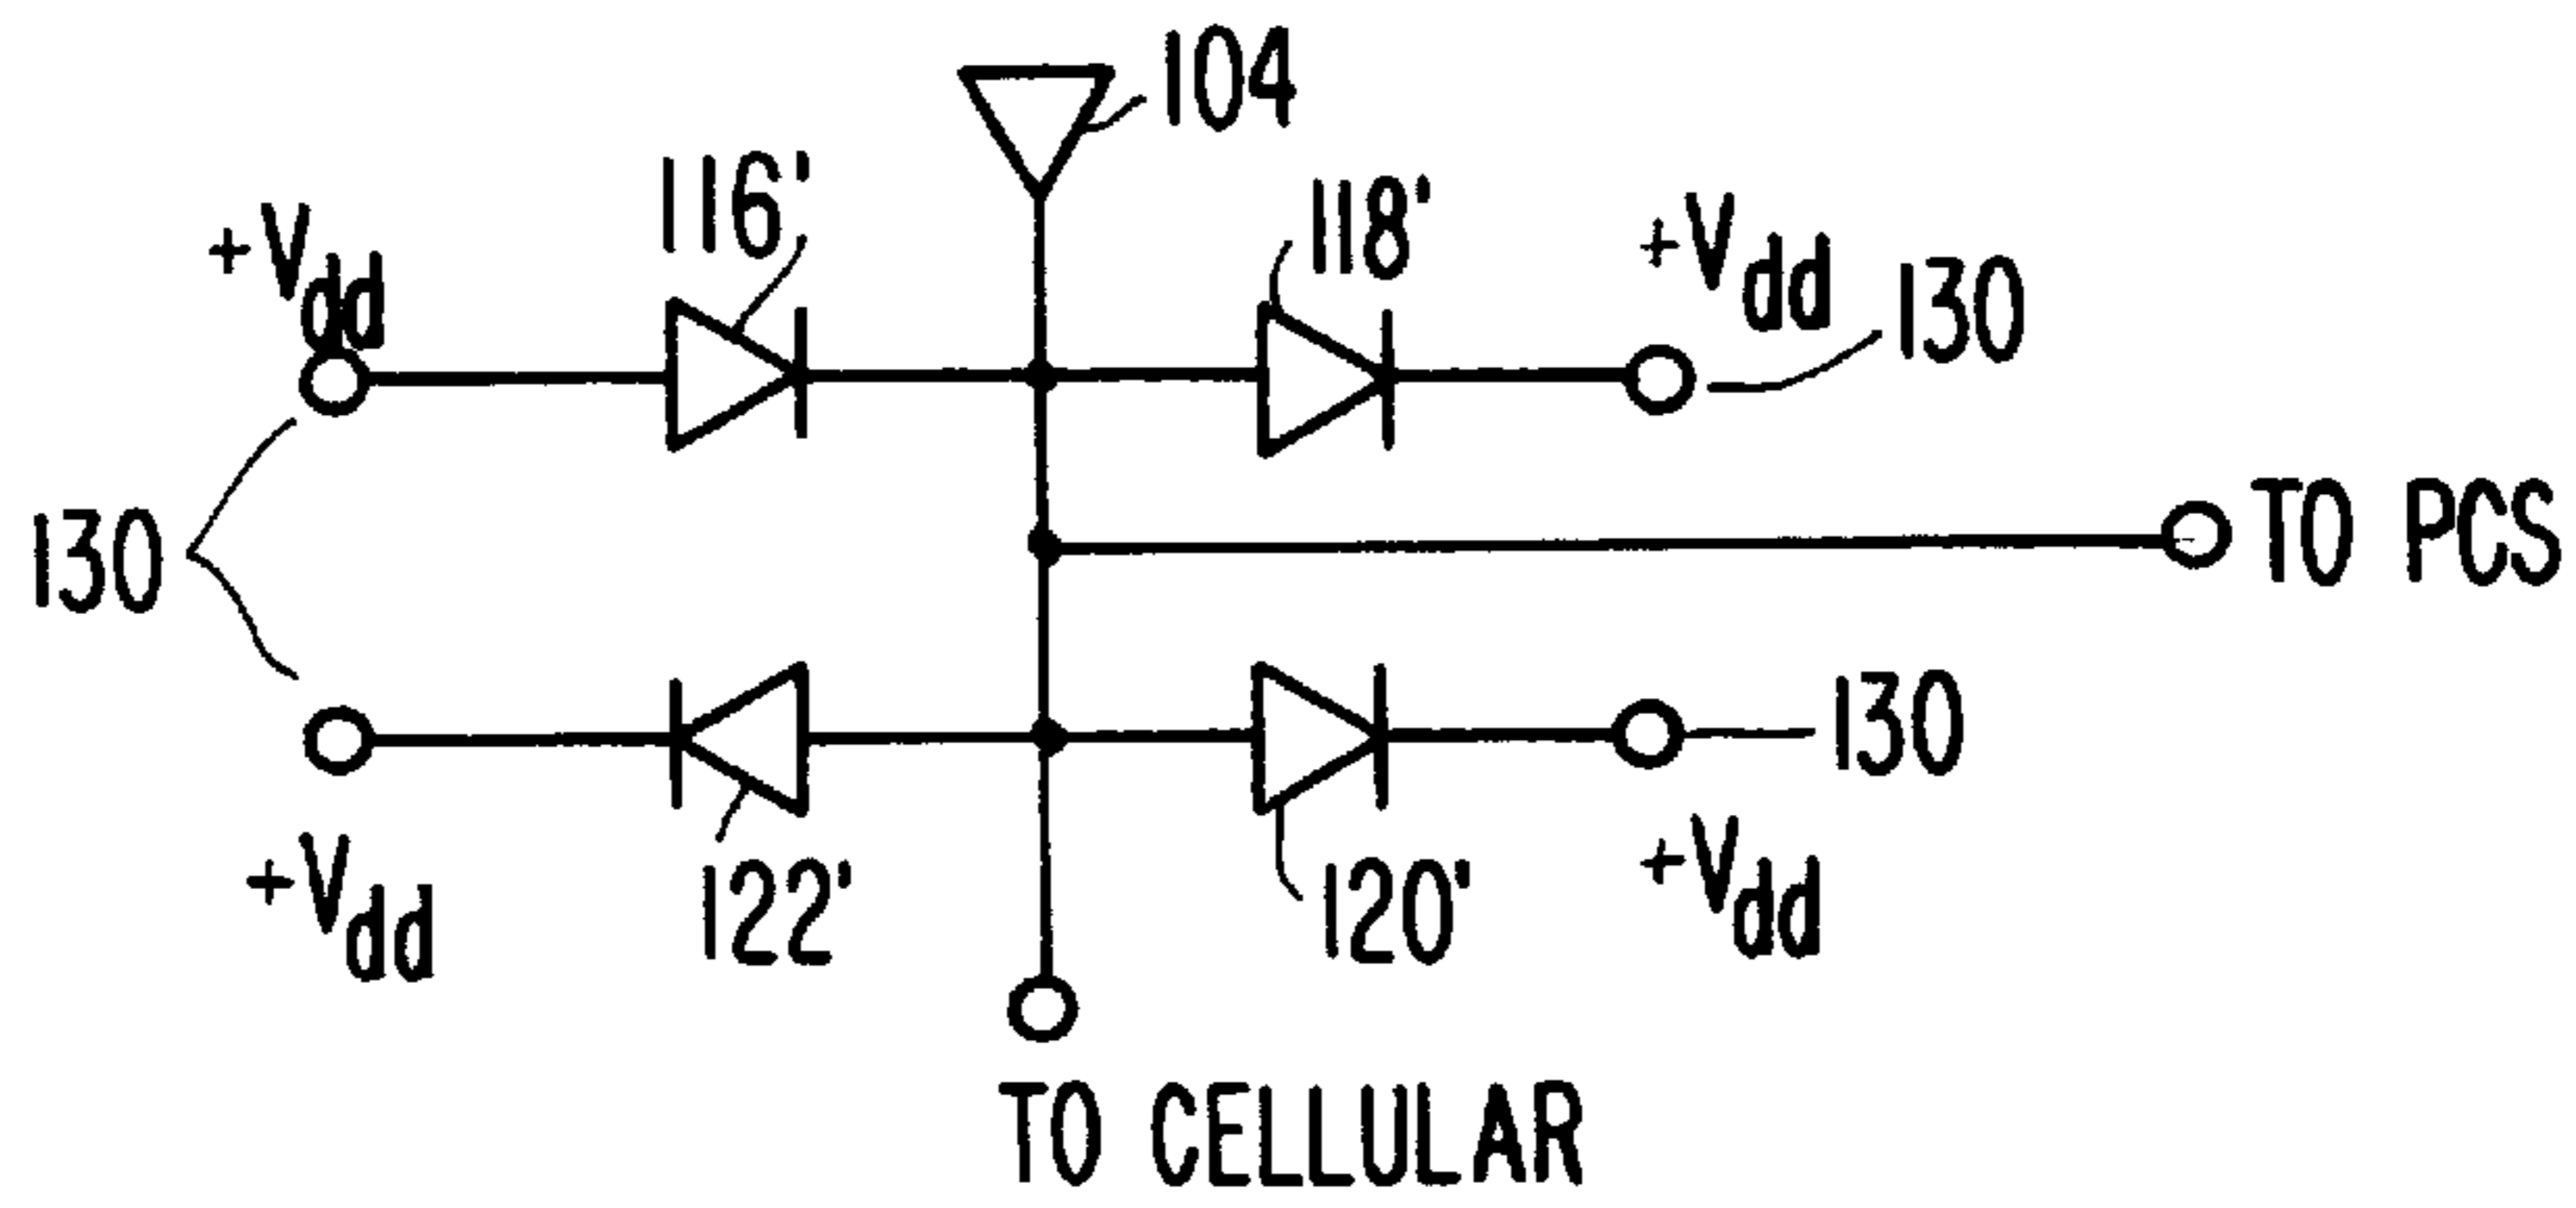 104
116'
118'
+Vdd
+Vdd
130
TO PCS
130
130
122'
120'
+Vdd
+Vdd
TO CELLULAR